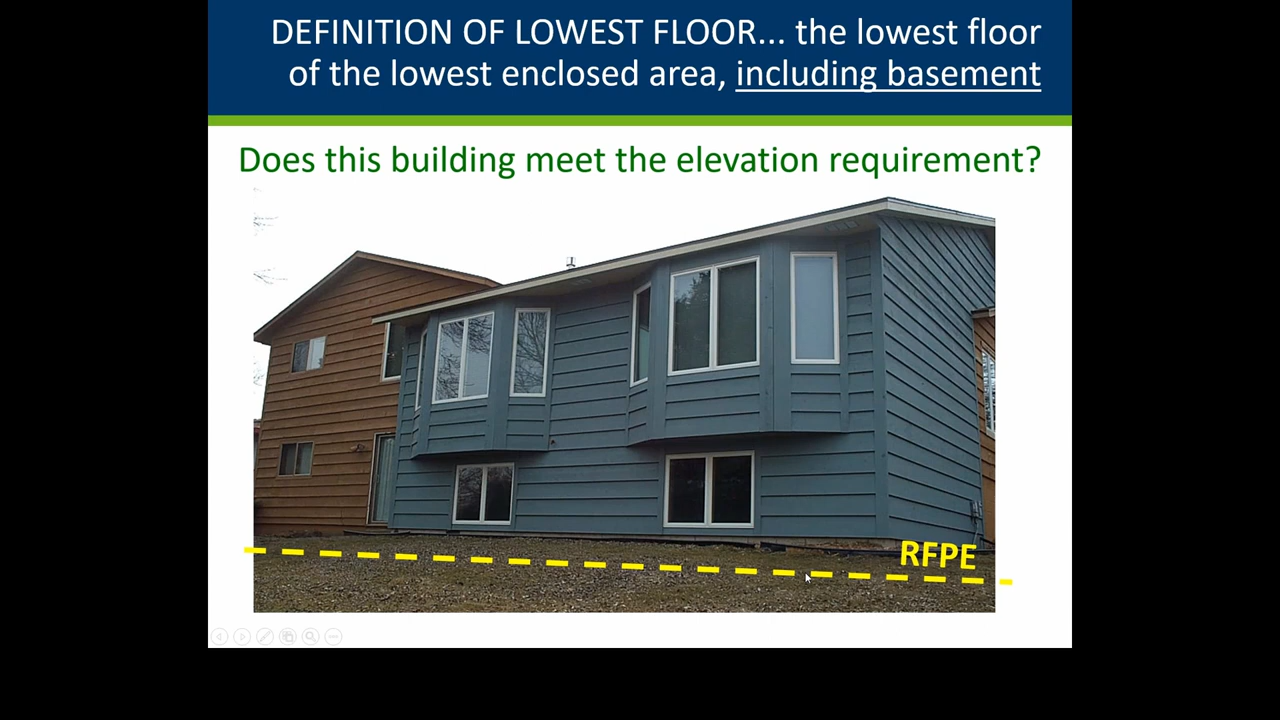 DEFINITION OF LOWEST FLOOR... the lowest floor
of the lowest enclosed area, including basement
Does this building meet the elevation requirement?
RFPE